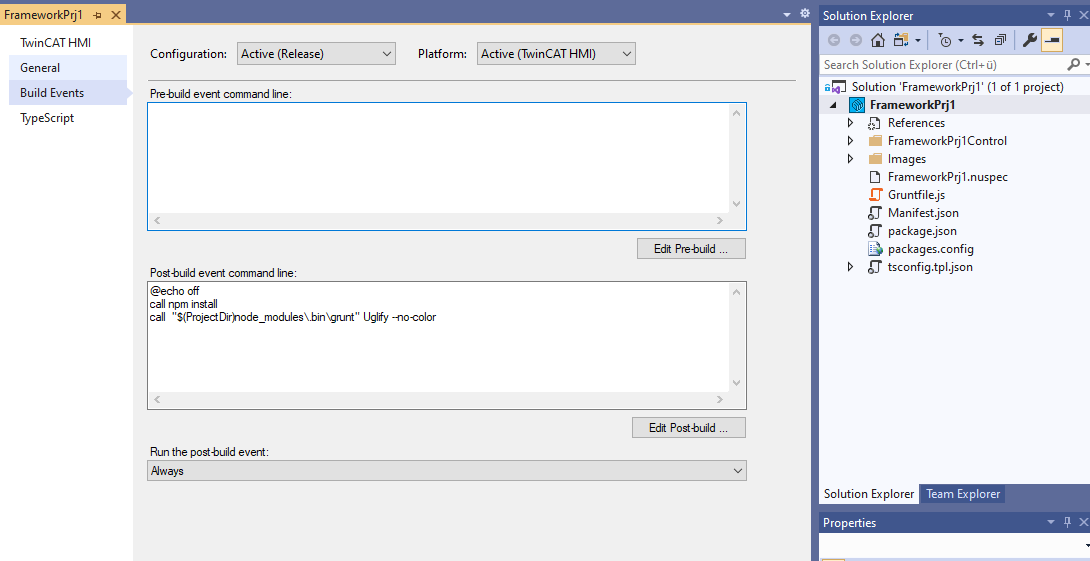 FrameworkPrj1
TwinCAT HMI
General
Build Events
TypeScript
Configuration: Active (Release) Platform: Active (TwinCAT HMI)
Pre-build event command line:
Edit Pre-build ...
Post-build event command line:
@echo off
call npm install
call "$(ProjectDir)node_modules\.bin\grunt" Uglify --no-color
Edit Post-build ...
Run the post-build event:
Always
Solution Explorer
Search Solution Explorer (Ctrl+ü)
Solution 'FrameworkPrj1' (1 of 1 project)
FrameworkPrj1
References
FrameworkPrj1Control
Images
FrameworkPrj1.nuspec
Gruntfile.js
Manifest.json
package.json
packages.config
tsconfig.tpl.json
Solution Explorer Team Explorer
Properties